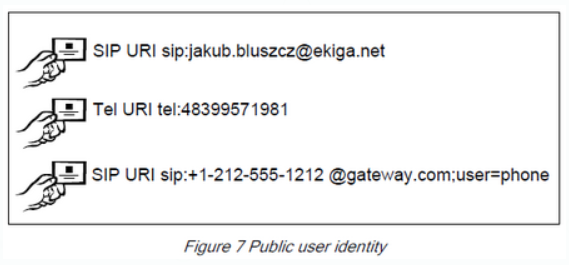 SIP URI sip:jakub.bluszcz@ekiga.net
Tel URI tel:48399571981
SIP URI sip:+1-212-555-1212 @gateway.com;user=phone
Figure 7 Public user identity